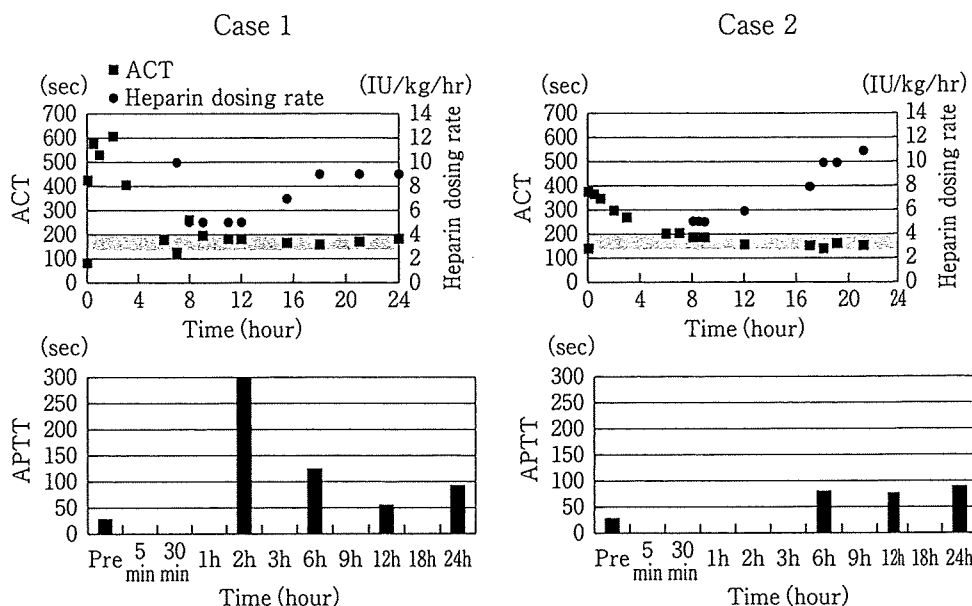 Case 1
Case 2
(sec)
■ ACT
● Heparin dosing rate
(IU/kg/hr)
700
600
500
400
300
200
100
0
ACT
14
12
10
8
6
4
2
0
Heparin dosing rate
0 4 8 12 16 20 24
Time (hour)
(sec)
(IU/kg/hr)
700
600
500
400
300
200
100
0
ACT
14
12
10
8
6
4
2
0
Heparin dosing rate
0 4 8 12 16 20 24
Time (hour)
(sec)
300
250
200
150
100
50
0
APTT
Pre 5 min 30 min 1h 2h 3h 6h 9h 12h 18h 24h
Time (hour)
(sec)
300
250
200
150
100
50
0
APTT
Pre 5 min 30 min 1h 2h 3h 6h 9h 12h 18h 24h
Time (hour)